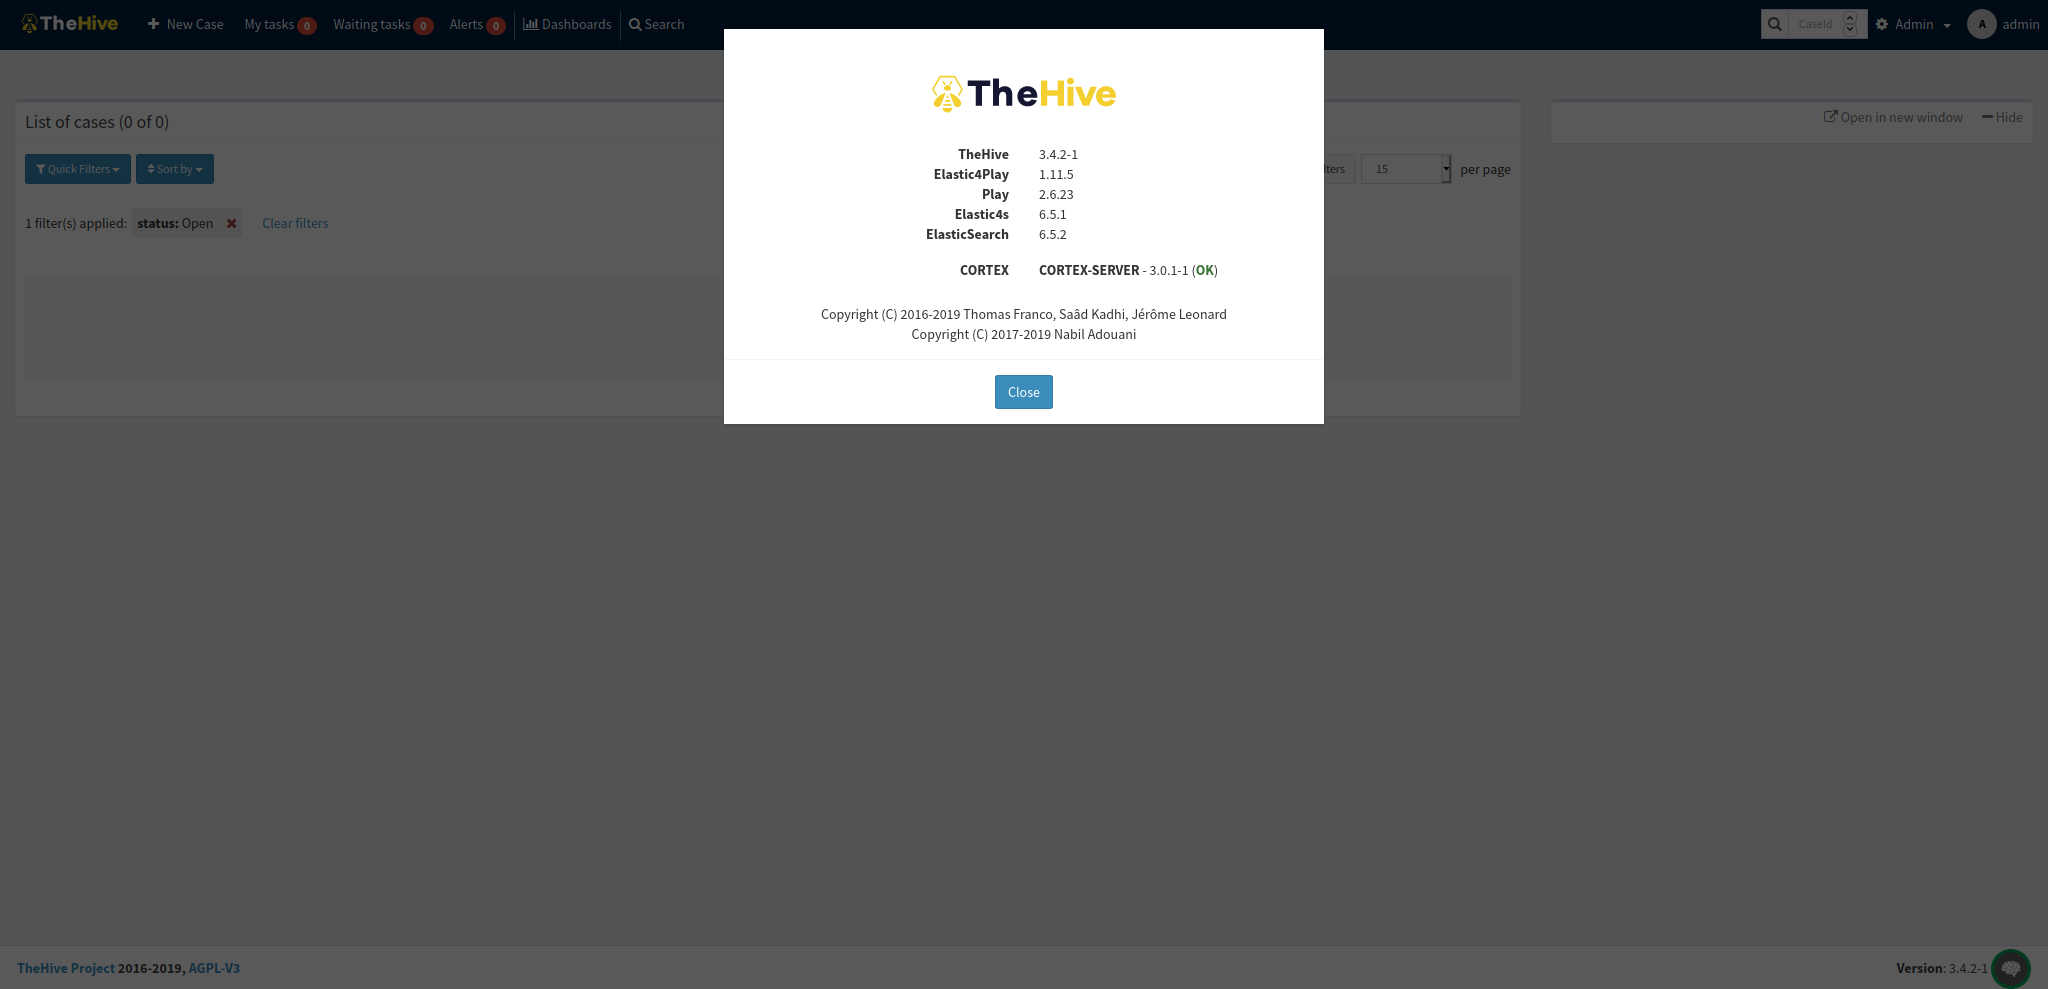 TheHive New Case My tasks 0 Waiting tasks 0 Alerts 0 Dashboards Search CaseId Admin A admin
TheHive
List of cases (0 of 0)
Open in new window Hide
Quick Filters Sort by
lters 15 per page
1 filter(s) applied: status: Open Clear filters
TheHive 3.4.2-1
Elastic4Play 1.11.5
Play 2.6.23
Elastic4s 6.5.1
ElasticSearch 6.5.2
CORTEX CORTEX-SERVER - 3.0.1-1 (OK)
Copyright (C) 2016-2019 Thomas Franco, Saâd Kadhi, Jérôme Leonard
Copyright (C) 2017-2019 Nabil Adouani
Close
TheHive Project 2016-2019, AGPL-V3
Version: 3.4.2-1